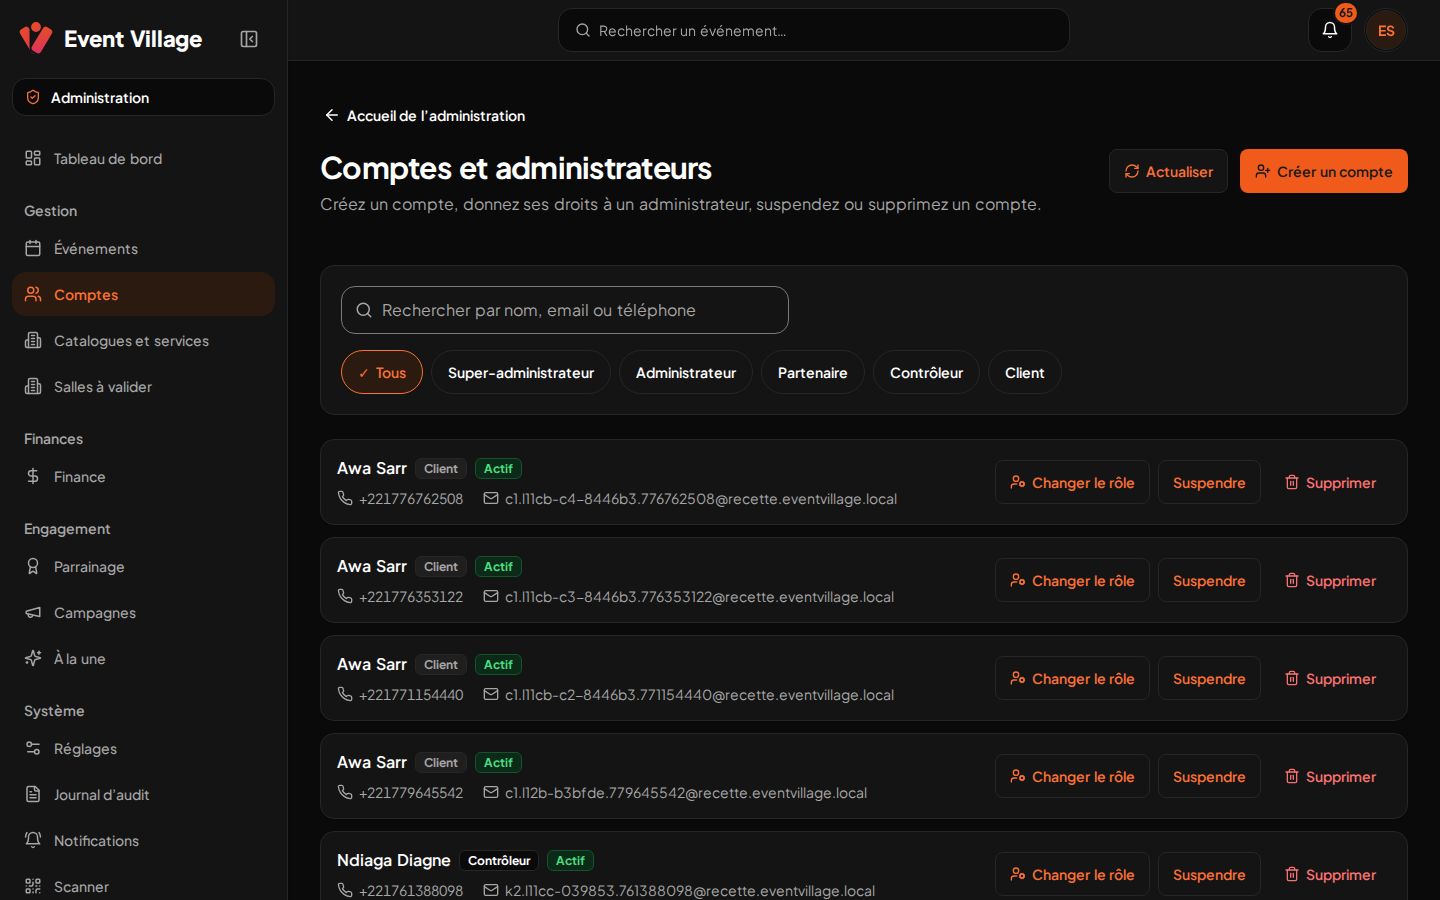 Event Village
Rechercher un événement...
65
ES
Administration
Tableau de bord
Gestion
Événements
Comptes
Catalogues et services
Salles à valider
Finances
Finance
Engagement
Parrainage
Campagnes
À la une
Système
Réglages
Journal d'audit
Notifications
Scanner
Accueil de l'administration
Comptes et administrateurs
Créez un compte, donnez ses droits à un administrateur, suspendez ou supprimez un compte.
Actualiser
Créer un compte
Rechercher par nom, email ou téléphone
✓ Tous
Super-administrateur
Administrateur
Partenaire
Contrôleur
Client
Awa Sarr Client Actif
+221776762508 c1.l11cb-c4-8446b3.776762508@recette.eventvillage.local
Changer le rôle Suspendre Supprimer
Awa Sarr Client Actif
+221776353122 c1.l11cb-c3-8446b3.776353122@recette.eventvillage.local
Changer le rôle Suspendre Supprimer
Awa Sarr Client Actif
+221771154440 c1.l11cb-c2-8446b3.771154440@recette.eventvillage.local
Changer le rôle Suspendre Supprimer
Awa Sarr Client Actif
+221779645542 c1.l12b-b3bfde.779645542@recette.eventvillage.local
Changer le rôle Suspendre Supprimer
Ndiaga Diagne Contrôleur Actif
+221761388098 k2.l11cc-039853.761388098@recette.eventvillage.local
Changer le rôle Suspendre Supprimer